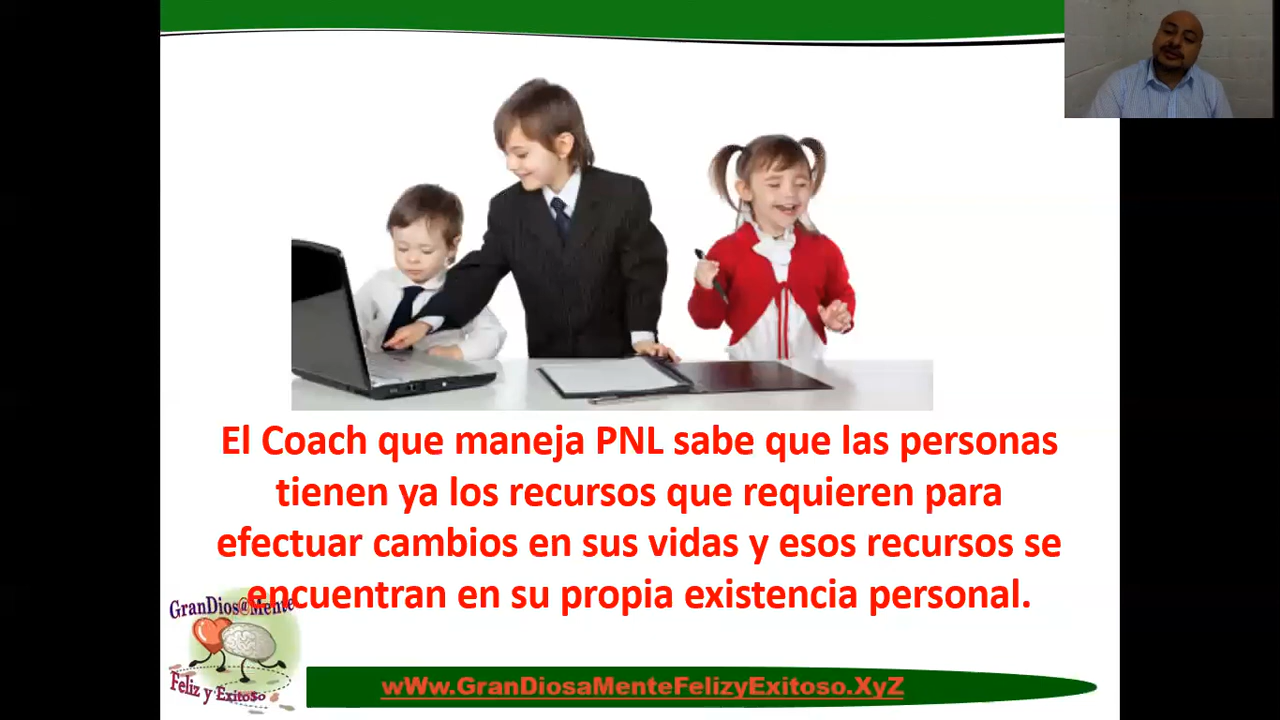 El Coach que maneja PNL sabe que las personas
tienen ya los recursos que requieren para
efectuar cambios en sus vidas y esos recursos se
encuentran en su propia existencia personal.
GranDios@Mente
Feliz y Exito$o
wWw.GranDiosaMenteFelizyExitoso.XyZ